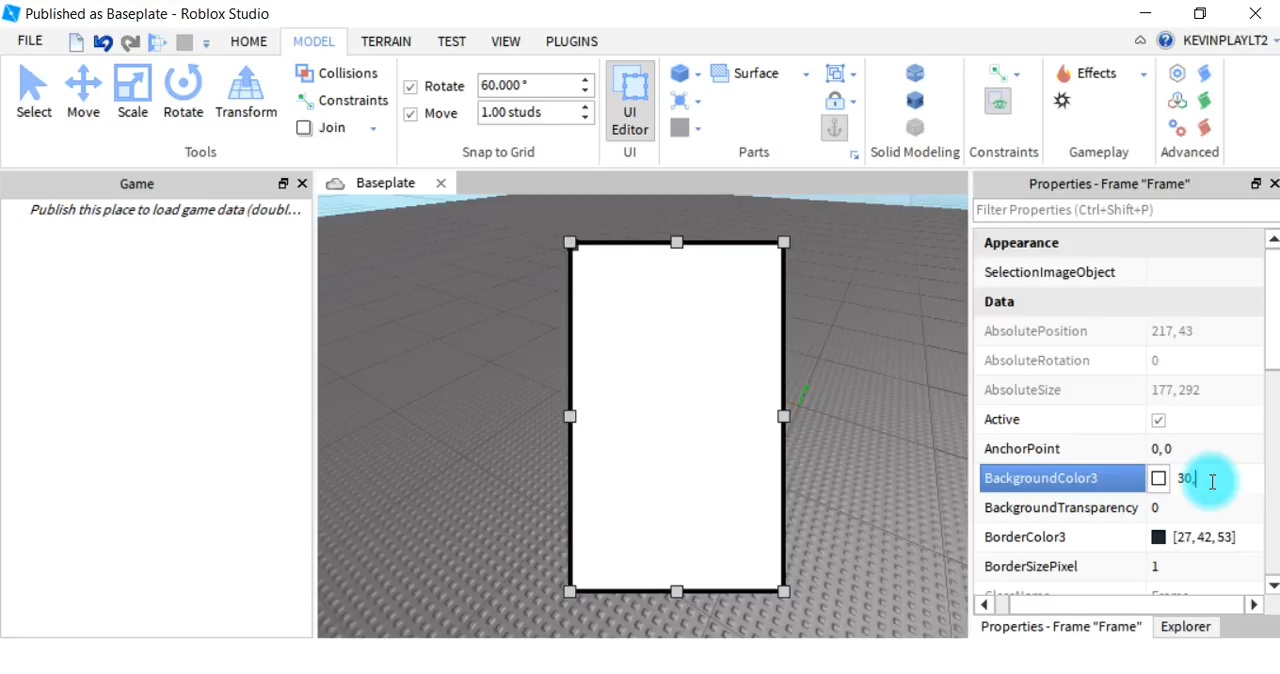 Published as Baseplate - Roblox Studio
FILE HOME MODEL TERRAIN TEST VIEW PLUGINS KEVINPLAYLT2
Select Move Scale Rotate Transform
Collisions
Constraints
Join
Tools
Rotate 60.000 °
Move 1.00 studs
Snap to Grid
UI
Editor
UI
Surface
Parts
Solid Modeling
Constraints
Effects
Gameplay
Advanced
Game
Publish this place to load game data (doubl...
Baseplate
Properties - Frame "Frame"
Filter Properties (Ctrl+Shift+P)
Appearance
SelectionImageObject
Data
AbsolutePosition 217, 43
AbsoluteRotation 0
AbsoluteSize 177, 292
Active
AnchorPoint 0, 0
BackgroundColor3 30,
BackgroundTransparency 0
BorderColor3 [27, 42, 53]
BorderSizePixel 1
ClassName Frame
Properties - Frame "Frame" Explorer